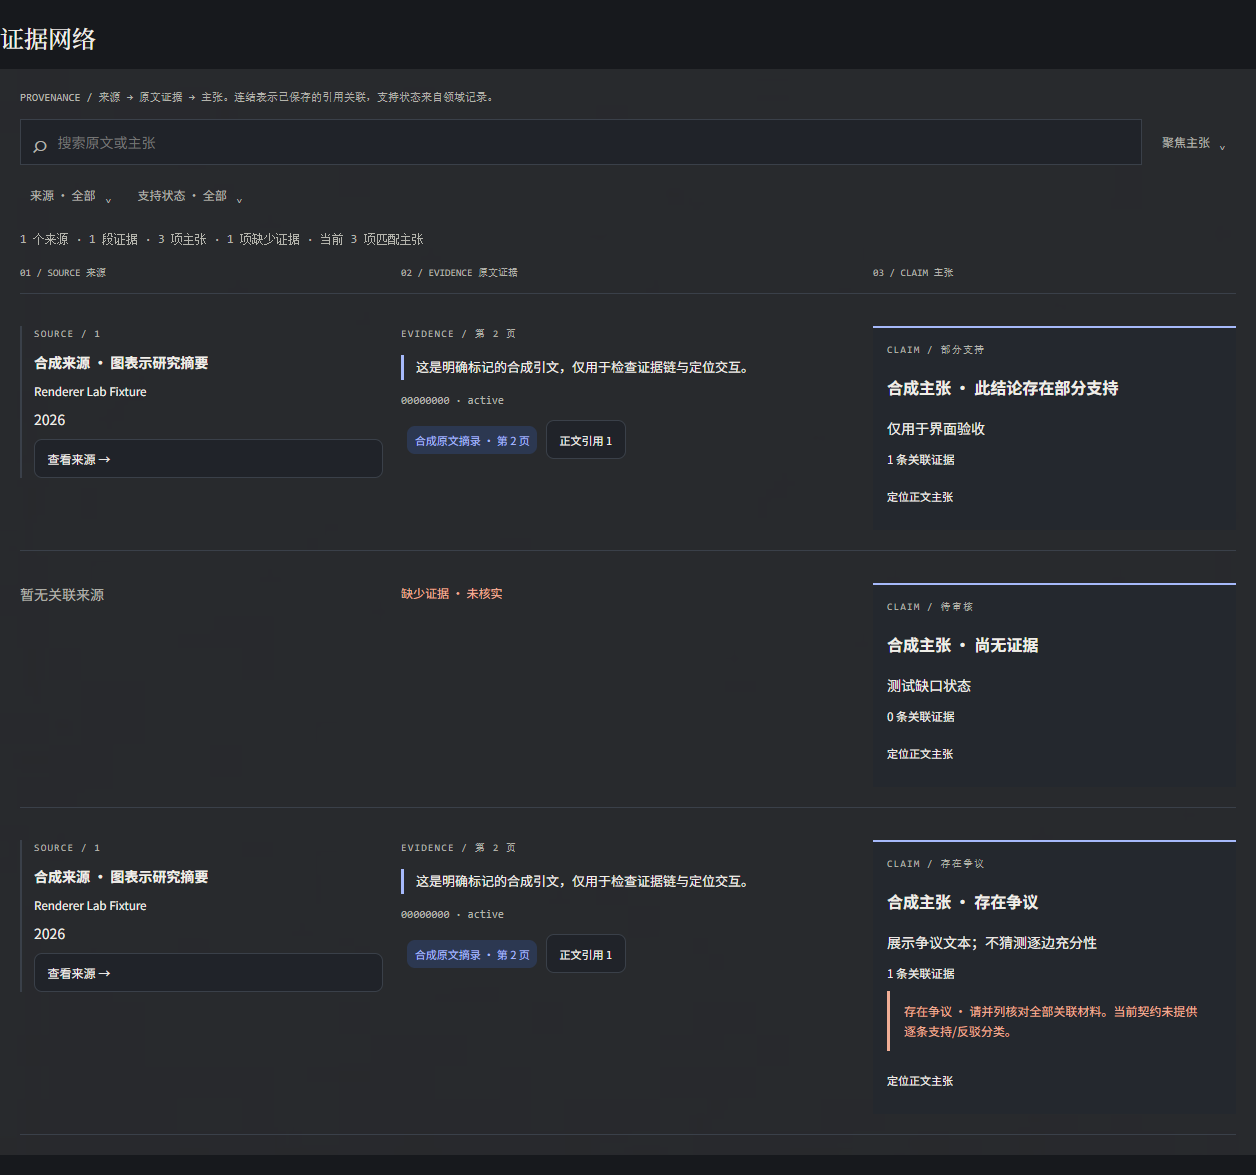 证据网络
PROVENANCE / 来源 → 原文证据 → 主张。连结表示已保存的引用关联，支持状态来自领域记录。
搜索原文或主张
聚焦主张
来源 · 全部
支持状态 · 全部
1 个来源 · 1 段证据 · 3 项主张 · 1 项缺少证据 · 当前 3 项匹配主张
01 / SOURCE 来源
02 / EVIDENCE 原文证据
03 / CLAIM 主张
SOURCE / 1
合成来源 · 图表示研究摘要
Renderer Lab Fixture
2026
查看来源 →
EVIDENCE / 第 2 页
这是明确标记的合成引文，仅用于检查证据链与定位交互。
00000000 · active
合成原文摘录 · 第 2 页
正文引用 1
CLAIM / 部分支持
合成主张 · 此结论存在部分支持
仅用于界面验收
1 条关联证据
定位正文主张
暂无关联来源
缺少证据 · 未核实
CLAIM / 待审核
合成主张 · 尚无证据
测试缺口状态
0 条关联证据
定位正文主张
SOURCE / 1
合成来源 · 图表示研究摘要
Renderer Lab Fixture
2026
查看来源 →
EVIDENCE / 第 2 页
这是明确标记的合成引文，仅用于检查证据链与定位交互。
00000000 · active
合成原文摘录 · 第 2 页
正文引用 1
CLAIM / 存在争议
合成主张 · 存在争议
展示争议文本；不猜测逐边充分性
1 条关联证据
存在争议 · 请并列核对全部关联材料。当前契约未提供
逐条支持/反驳分类。
定位正文主张